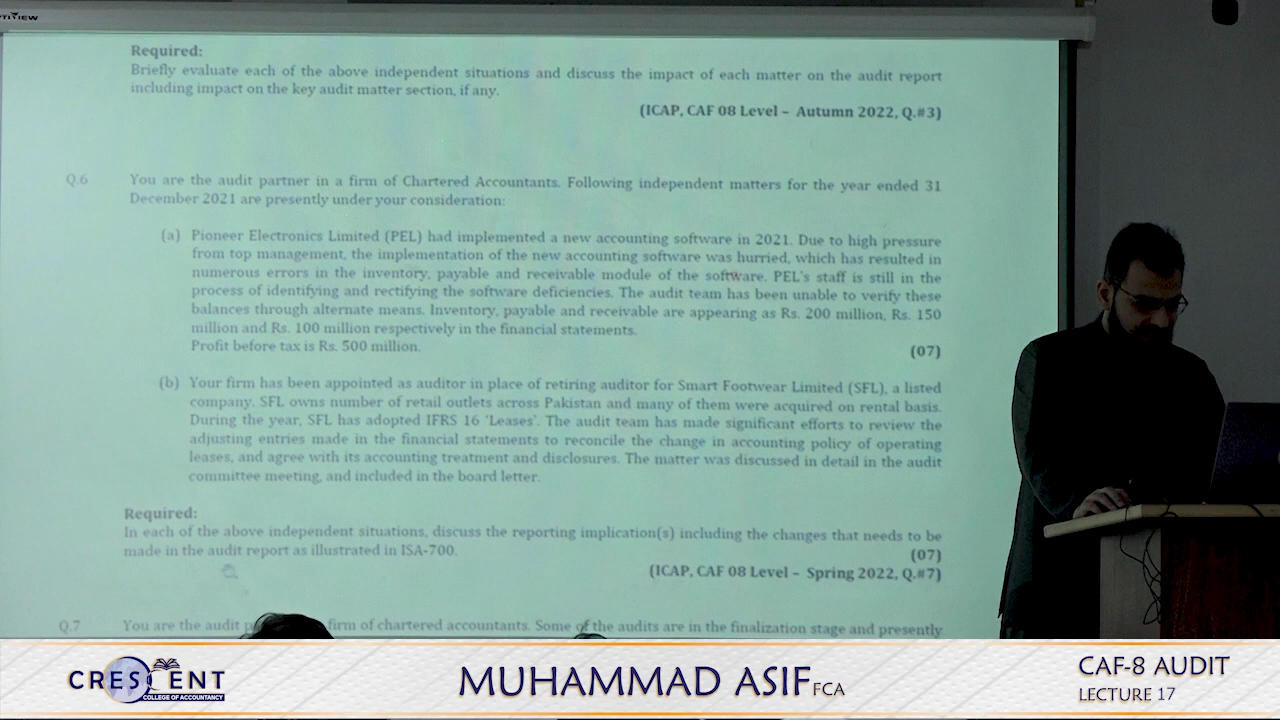 TIVIEW
Required:
Briefly evaluate each of the above independent situations and discuss the impact of each matter on the audit report
including impact on the key audit matter section, if any.
(ICAP, CAF 08 Level – Autumn 2022, Q.#3)
Q.6 You are the audit partner in a firm of Chartered Accountants. Following independent matters for the year ended 31
December 2021 are presently under your consideration:
(a) Pioneer Electronics Limited (PEL) had implemented a new accounting software in 2021. Due to high pressure
from top management, the implementation of the new accounting software was hurried, which has resulted in
numerous errors in the inventory, payable and receivable module of the software. PEL's staff is still in the
process of identifying and rectifying the software deficiencies. The audit team has been unable to verify these
balances through alternate means. Inventory, payable and receivable are appearing as Rs. 200 million, Rs. 150
million and Rs. 100 million respectively in the financial statements.
Profit before tax is Rs. 500 million. (07)
(b) Your firm has been appointed as auditor in place of retiring auditor for Smart Footwear Limited (SFL), a listed
company. SFL owns number of retail outlets across Pakistan and many of them were acquired on rental basis.
During the year, SFL has adopted IFRS 16 'Leases'. The audit team has made significant efforts to review the
adjusting entries made in the financial statements to reconcile the change in accounting policy of operating
leases, and agree with its accounting treatment and disclosures. The matter was discussed in detail in the audit
committee meeting, and included in the board letter.
Required:
In each of the above independent situations, discuss the reporting implication(s) including the changes that needs to be
made in the audit report as illustrated in ISA-700. (07)
(ICAP, CAF 08 Level – Spring 2022, Q.#7)
Q.7 You are the audit firm of chartered accountants. Some of the audits are in the finalization stage and presently
CRESCENT
COLLEGE OF ACCOUNTANCY
MUHAMMAD ASIF FCA
CAF-8 AUDIT
LECTURE 17